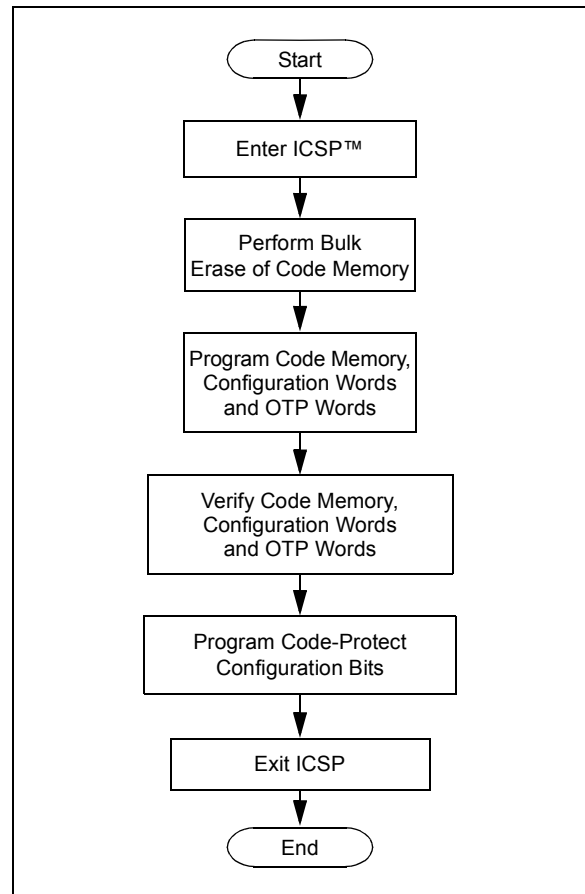 Start
Enter ICSP™
Perform Bulk
Erase of Code Memory
Program Code Memory,
Configuration Words
and OTP Words
Verify Code Memory,
Configuration Words
and OTP Words
Program Code-Protect
Configuration Bits
Exit ICSP
End